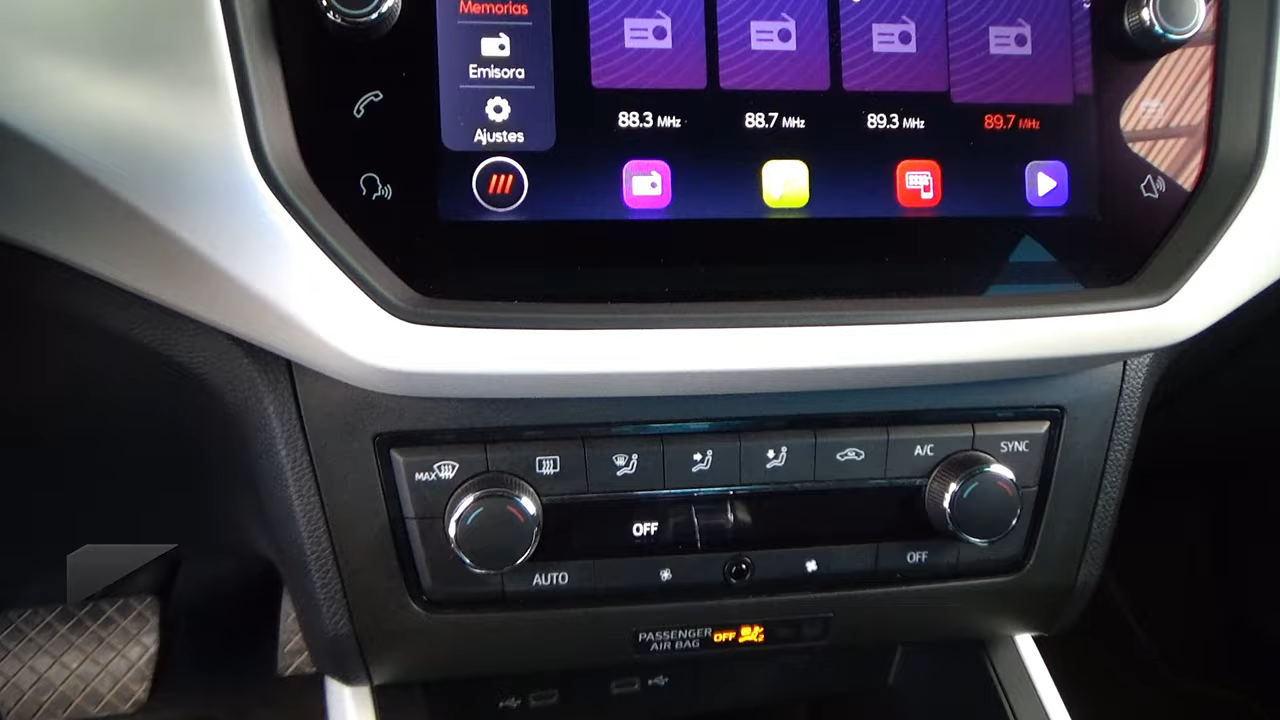 Memorias
Emisora
Ajustes
88.3 MHz
88.7 MHz
89.3 MHz
89.7 MHz
MAX
A/C
SYNC
OFF
AUTO
OFF
PASSENGER
AIR BAG
OFF